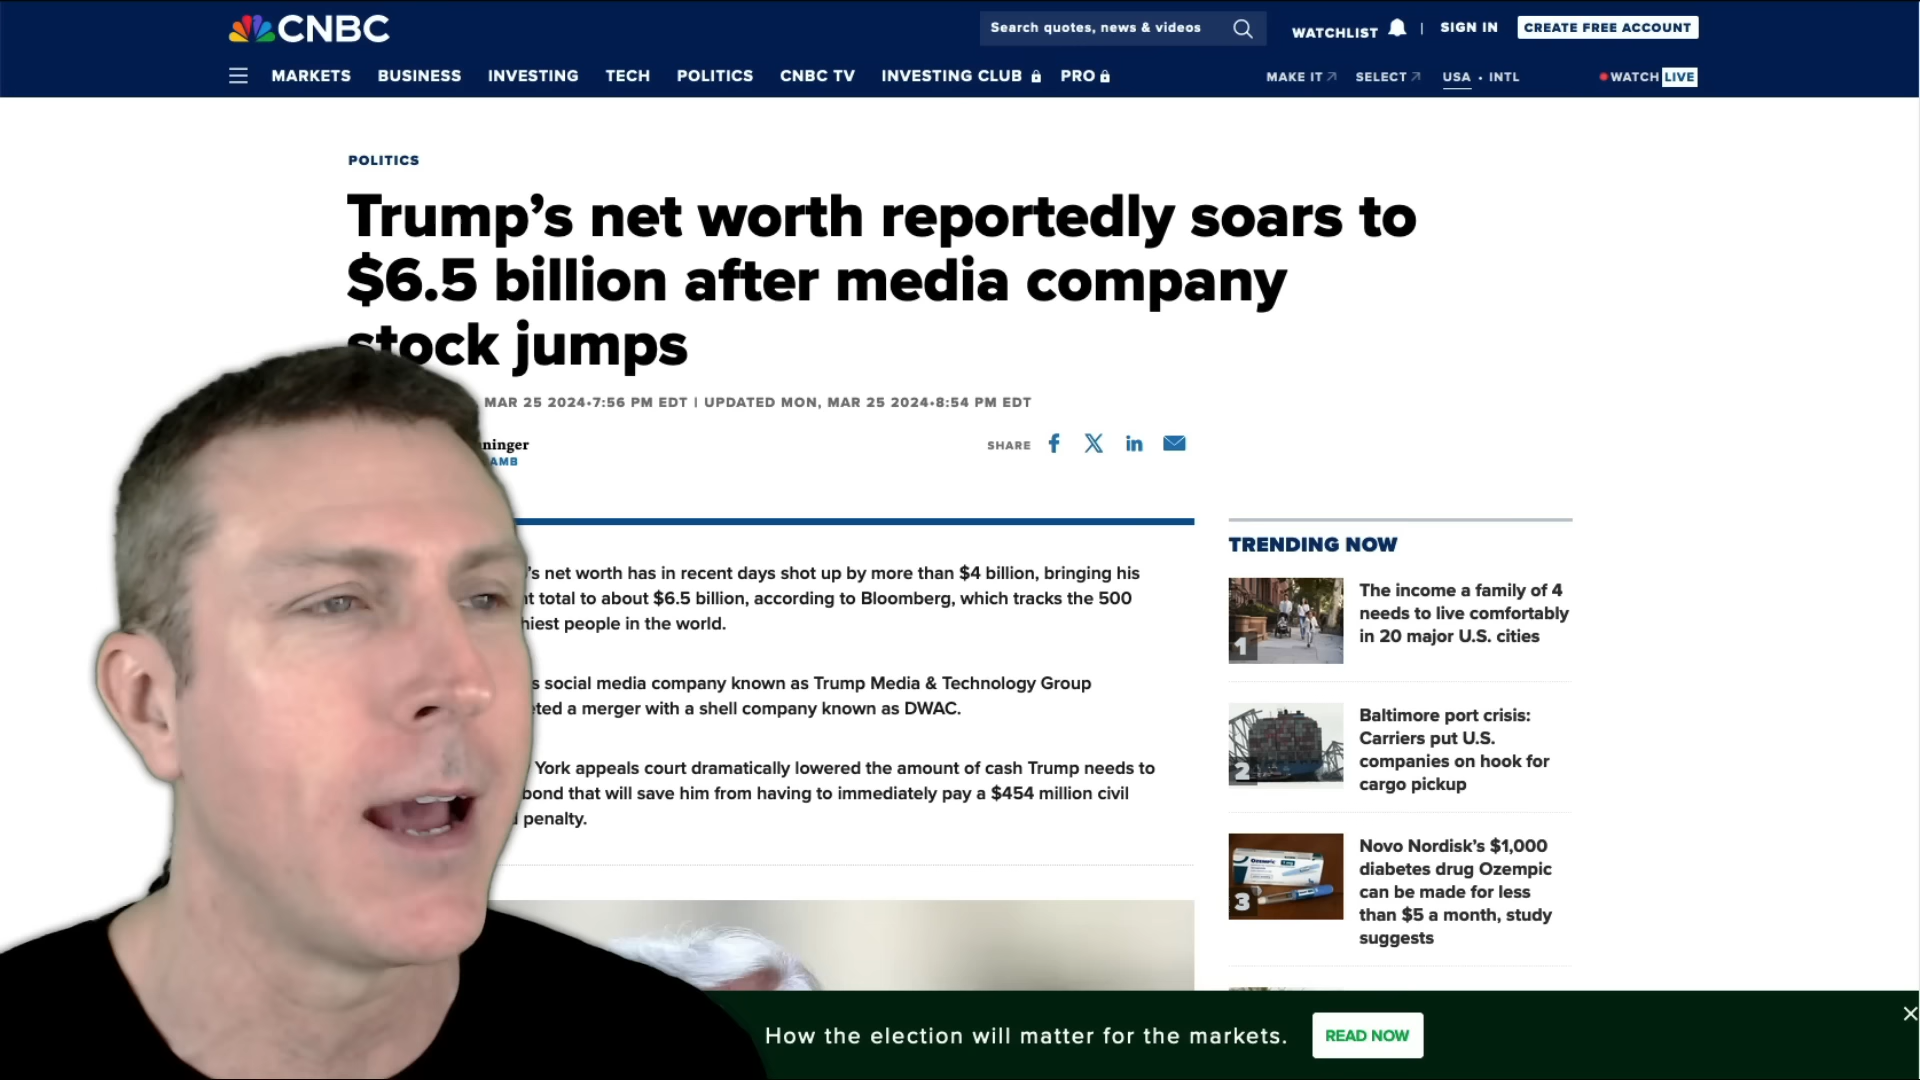 CNBC
Search quotes, news & videos
WATCHLIST
SIGN IN
CREATE FREE ACCOUNT
MARKETS
BUSINESS
INVESTING
TECH
POLITICS
CNBC TV
INVESTING CLUB
PRO
MAKE IT
SELECT
USA • INTL
WATCH LIVE
POLITICS
Trump’s net worth reportedly soars to
$6.5 billion after media company
stock jumps
MAR 25 2024•7:56 PM EDT | UPDATED MON, MAR 25 2024•8:54 PM EDT
SHARE
’s net worth has in recent days shot up by more than $4 billion, bringing his
total to about $6.5 billion, according to Bloomberg, which tracks the 500
people in the world.
social media company known as Trump Media & Technology Group
a merger with a shell company known as DWAC.
York appeals court dramatically lowered the amount of cash Trump needs to
bond that will save him from having to immediately pay a $454 million civil
penalty.
TRENDING NOW
1
The income a family of 4
needs to live comfortably
in 20 major U.S. cities
2
Baltimore port crisis:
Carriers put U.S.
companies on hook for
cargo pickup
3
Novo Nordisk’s $1,000
diabetes drug Ozempic
can be made for less
than $5 a month, study
suggests
How the election will matter for the markets.
READ NOW